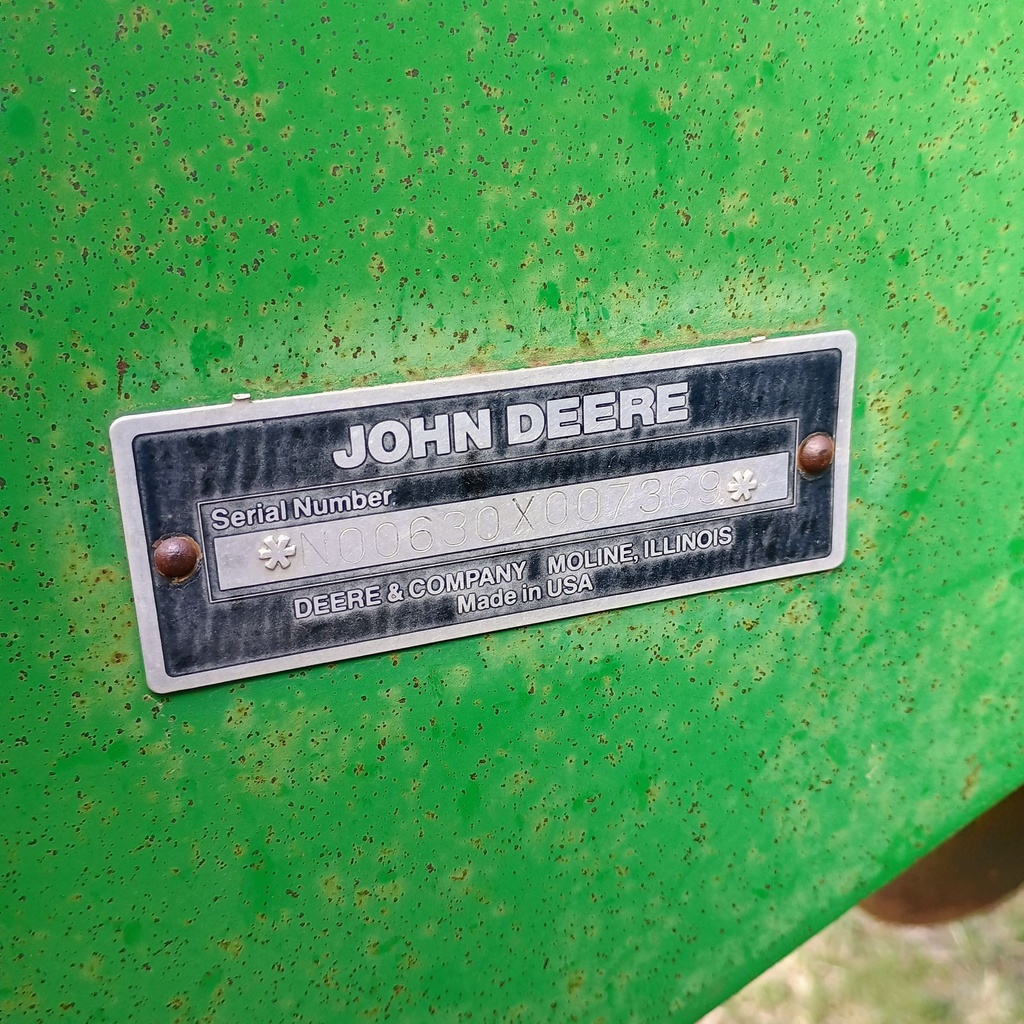 JOHN DEERE
Serial Number
*N00630X007369*
DEERE & COMPANY MOLINE, ILLINOIS
Made in USA